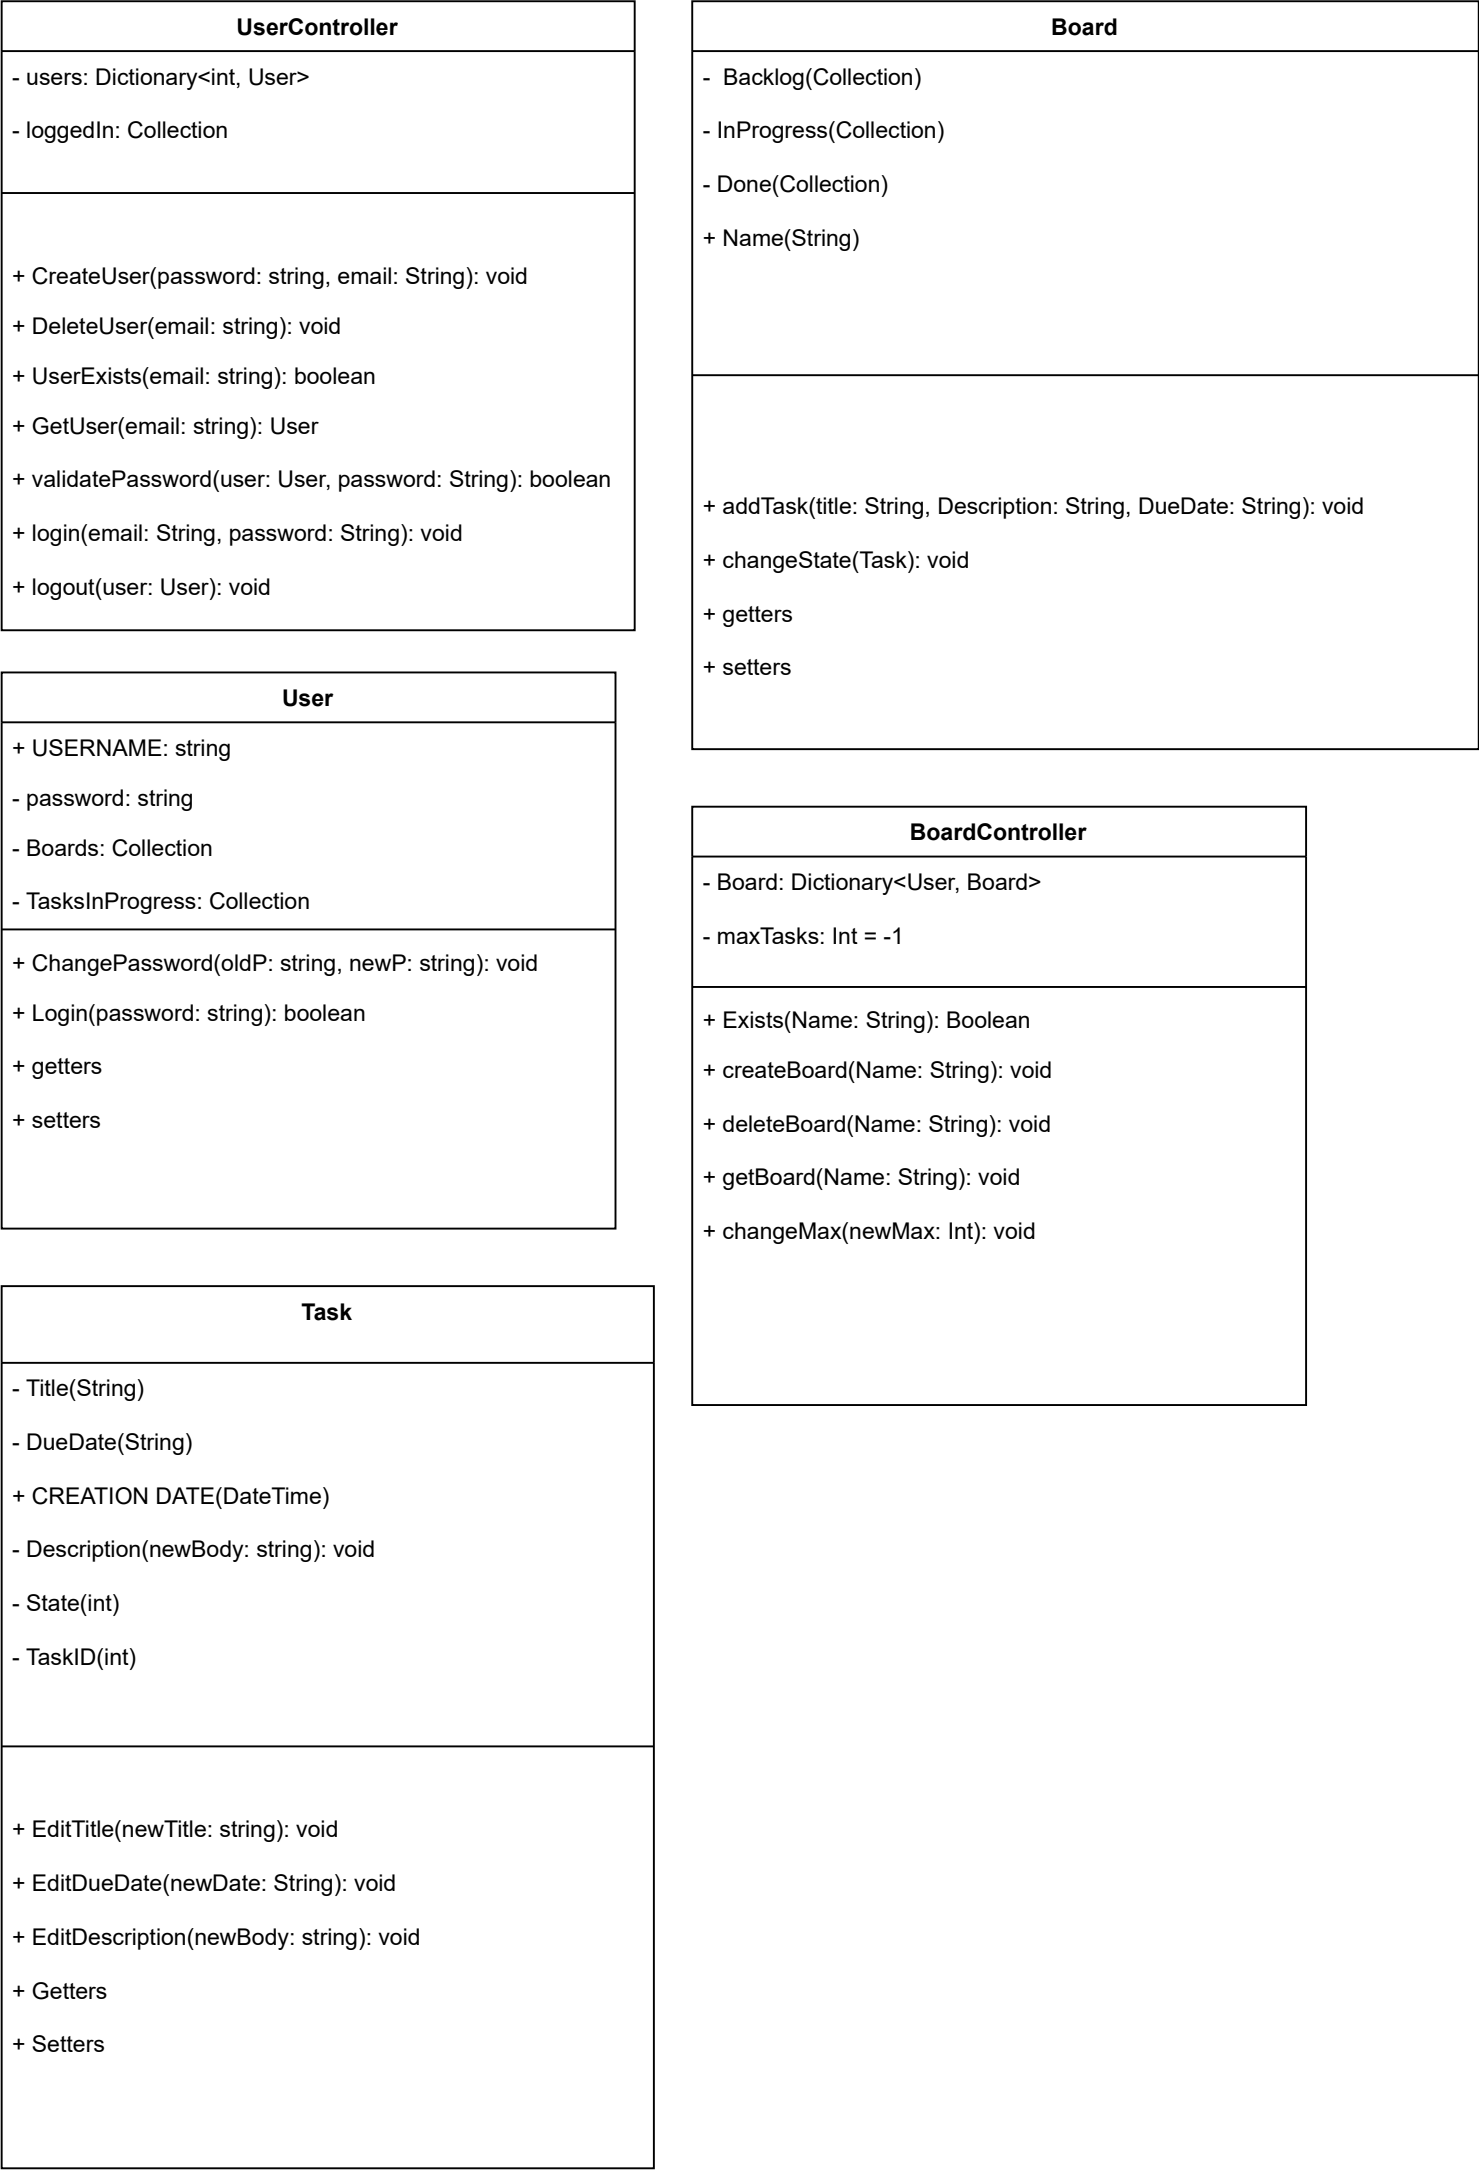 UserController
- users: Dictionary<int, User>
- loggedIn: Collection
+ CreateUser(password: string, email: String): void
+ DeleteUser(email: string): void
+ UserExists(email: string): boolean
+ GetUser(email: string): User
+ validatePassword(user: User, password: String): boolean
+ login(email: String, password: String): void
+ logout(user: User): void
Board
-  Backlog(Collection)
- InProgress(Collection)
- Done(Collection)
+ Name(String)
+ addTask(title: String, Description: String, DueDate: String): void
+ changeState(Task): void
+ getters
+ setters
User
+ USERNAME: string
- password: string
- Boards: Collection
- TasksInProgress: Collection
+ ChangePassword(oldP: string, newP: string): void
+ Login(password: string): boolean
+ getters
+ setters
BoardController
- Board: Dictionary<User, Board>
- maxTasks: Int = -1
+ Exists(Name: String): Boolean
+ createBoard(Name: String): void
+ deleteBoard(Name: String): void
+ getBoard(Name: String): void
+ changeMax(newMax: Int): void
Task
- Title(String)
- DueDate(String)
+ CREATION DATE(DateTime)
- Description(newBody: string): void
- State(int)
- TaskID(int)
+ EditTitle(newTitle: string): void
+ EditDueDate(newDate: String): void
+ EditDescription(newBody: string): void
+ Getters
+ Setters